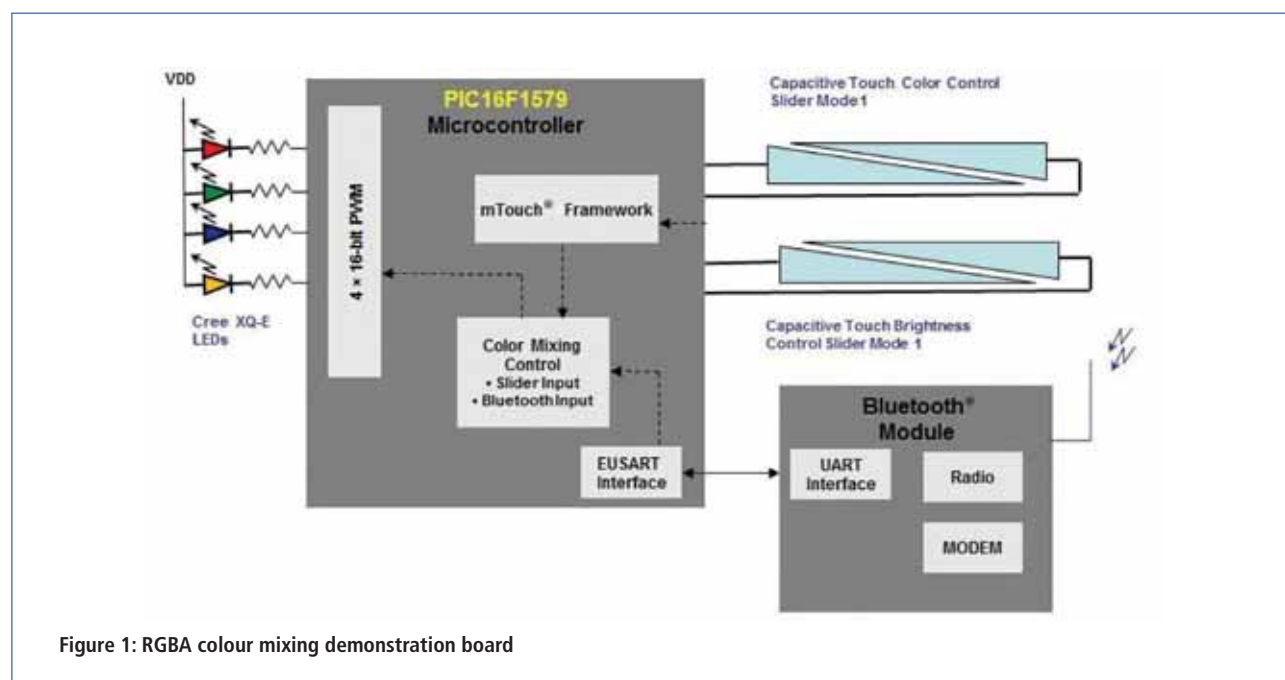 VDD
Cree XQ-E
LEDs
PIC16F1579
Microcontroller
4 × 16-bit PWM
mTouch® Framework
Color Mixing
Control
• Slider Input
• Bluetooth Input
EUSART
Interface
Capacitive Touch Color Control
Slider Mode 1
Capacitive Touch Brightness
Control Slider Mode 1
Bluetooth®
Module
UART
Interface
Radio
MODEM
Figure 1: RGBA colour mixing demonstration board